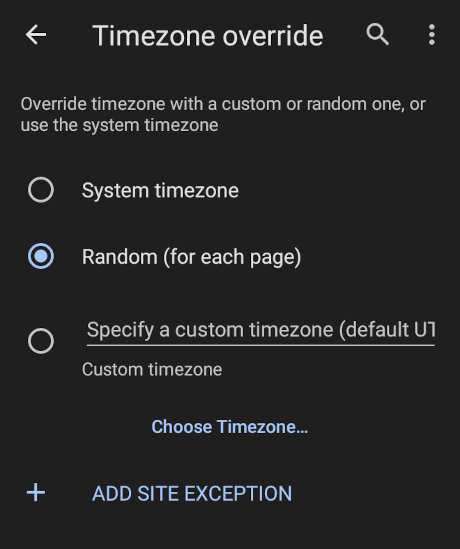 Timezone override
Override timezone with a custom or random one, or
use the system timezone
System timezone
Random (for each page)
Specify a custom timezone (default UT
Custom timezone
Choose Timezone...
ADD SITE EXCEPTION